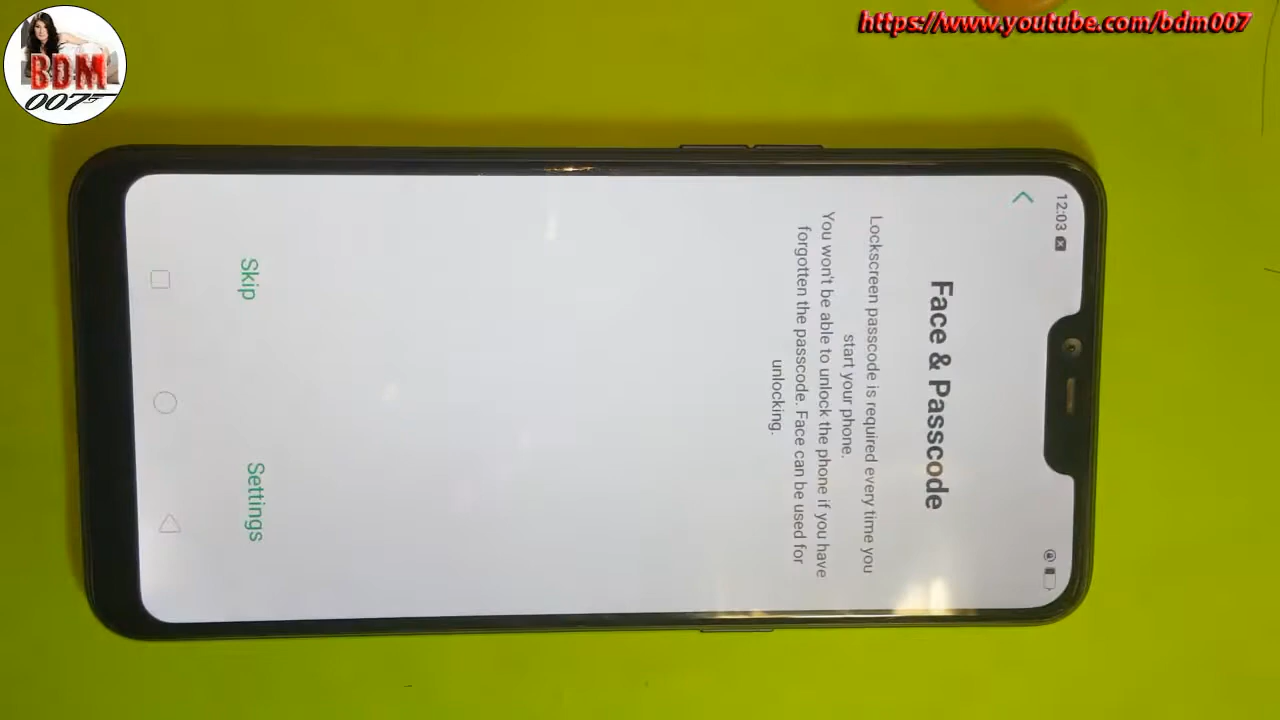 BDM
007
https://www.youtube.com/bdm007
12:03
Face & Passcode
Lockscreen passcode is required every time you
start your phone.
You won't be able to unlock the phone if you have
forgotten the passcode. Face can be used for
unlocking.
Skip
Settings